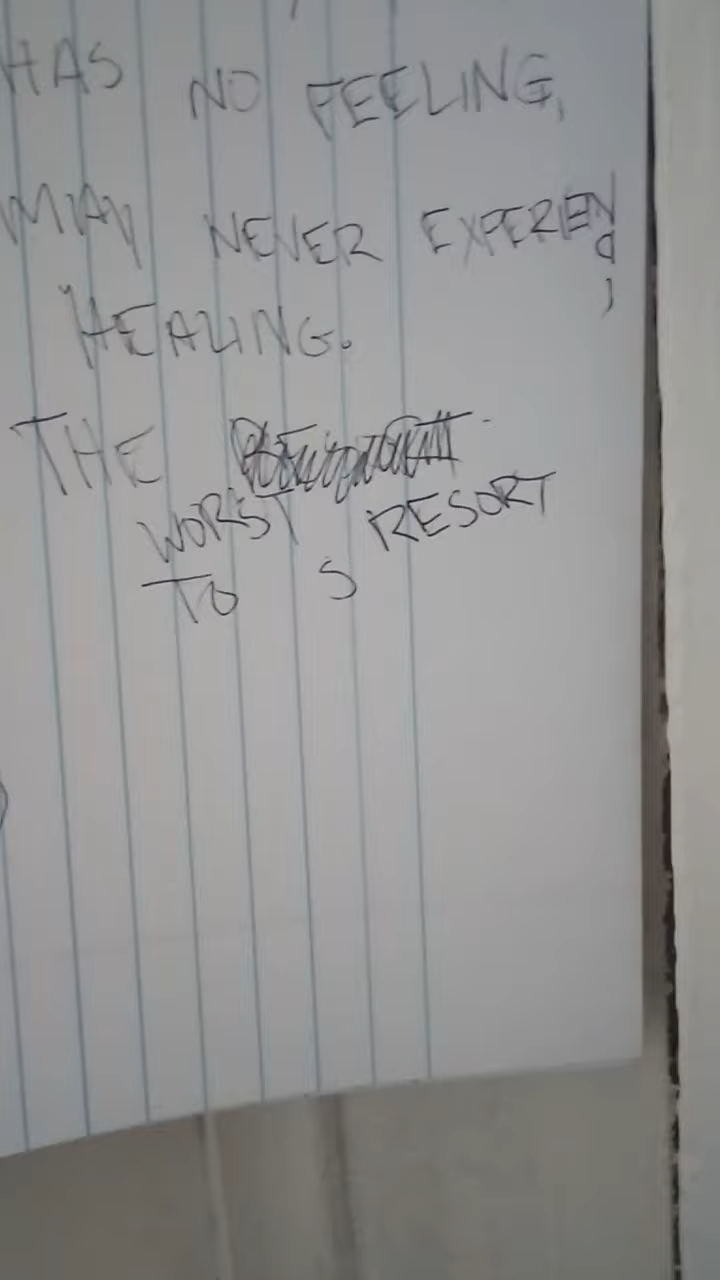 HAS NO FEELING,
MAY NEVER EXPERIEN
HEALING.
THE
WORST RESORT
TO S